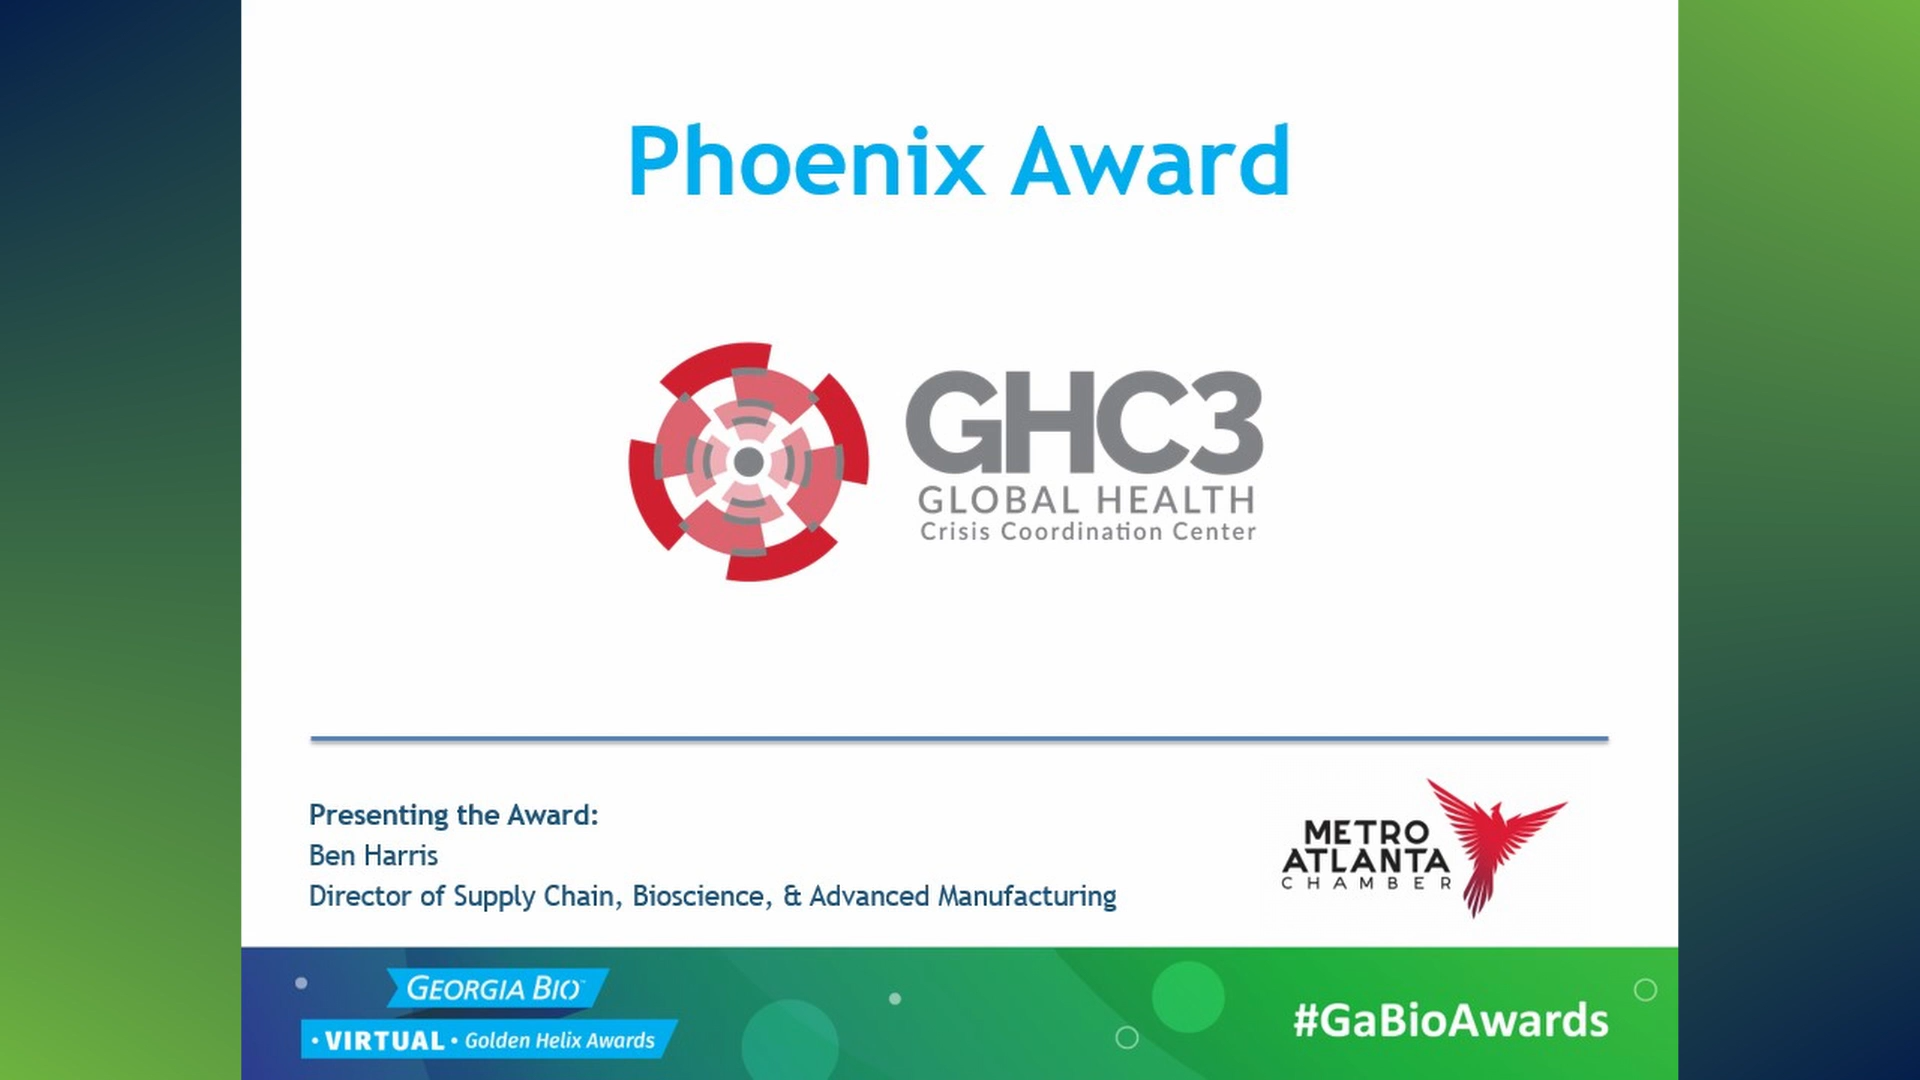 Phoenix Award
GHC3
GLOBAL HEALTH
Crisis Coordination Center
Presenting the Award:
Ben Harris
Director of Supply Chain, Bioscience, & Advanced Manufacturing
METRO
ATLANTA
CHAMBER
GEORGIA BIO™
• VIRTUAL • Golden Helix Awards
#GaBioAwards